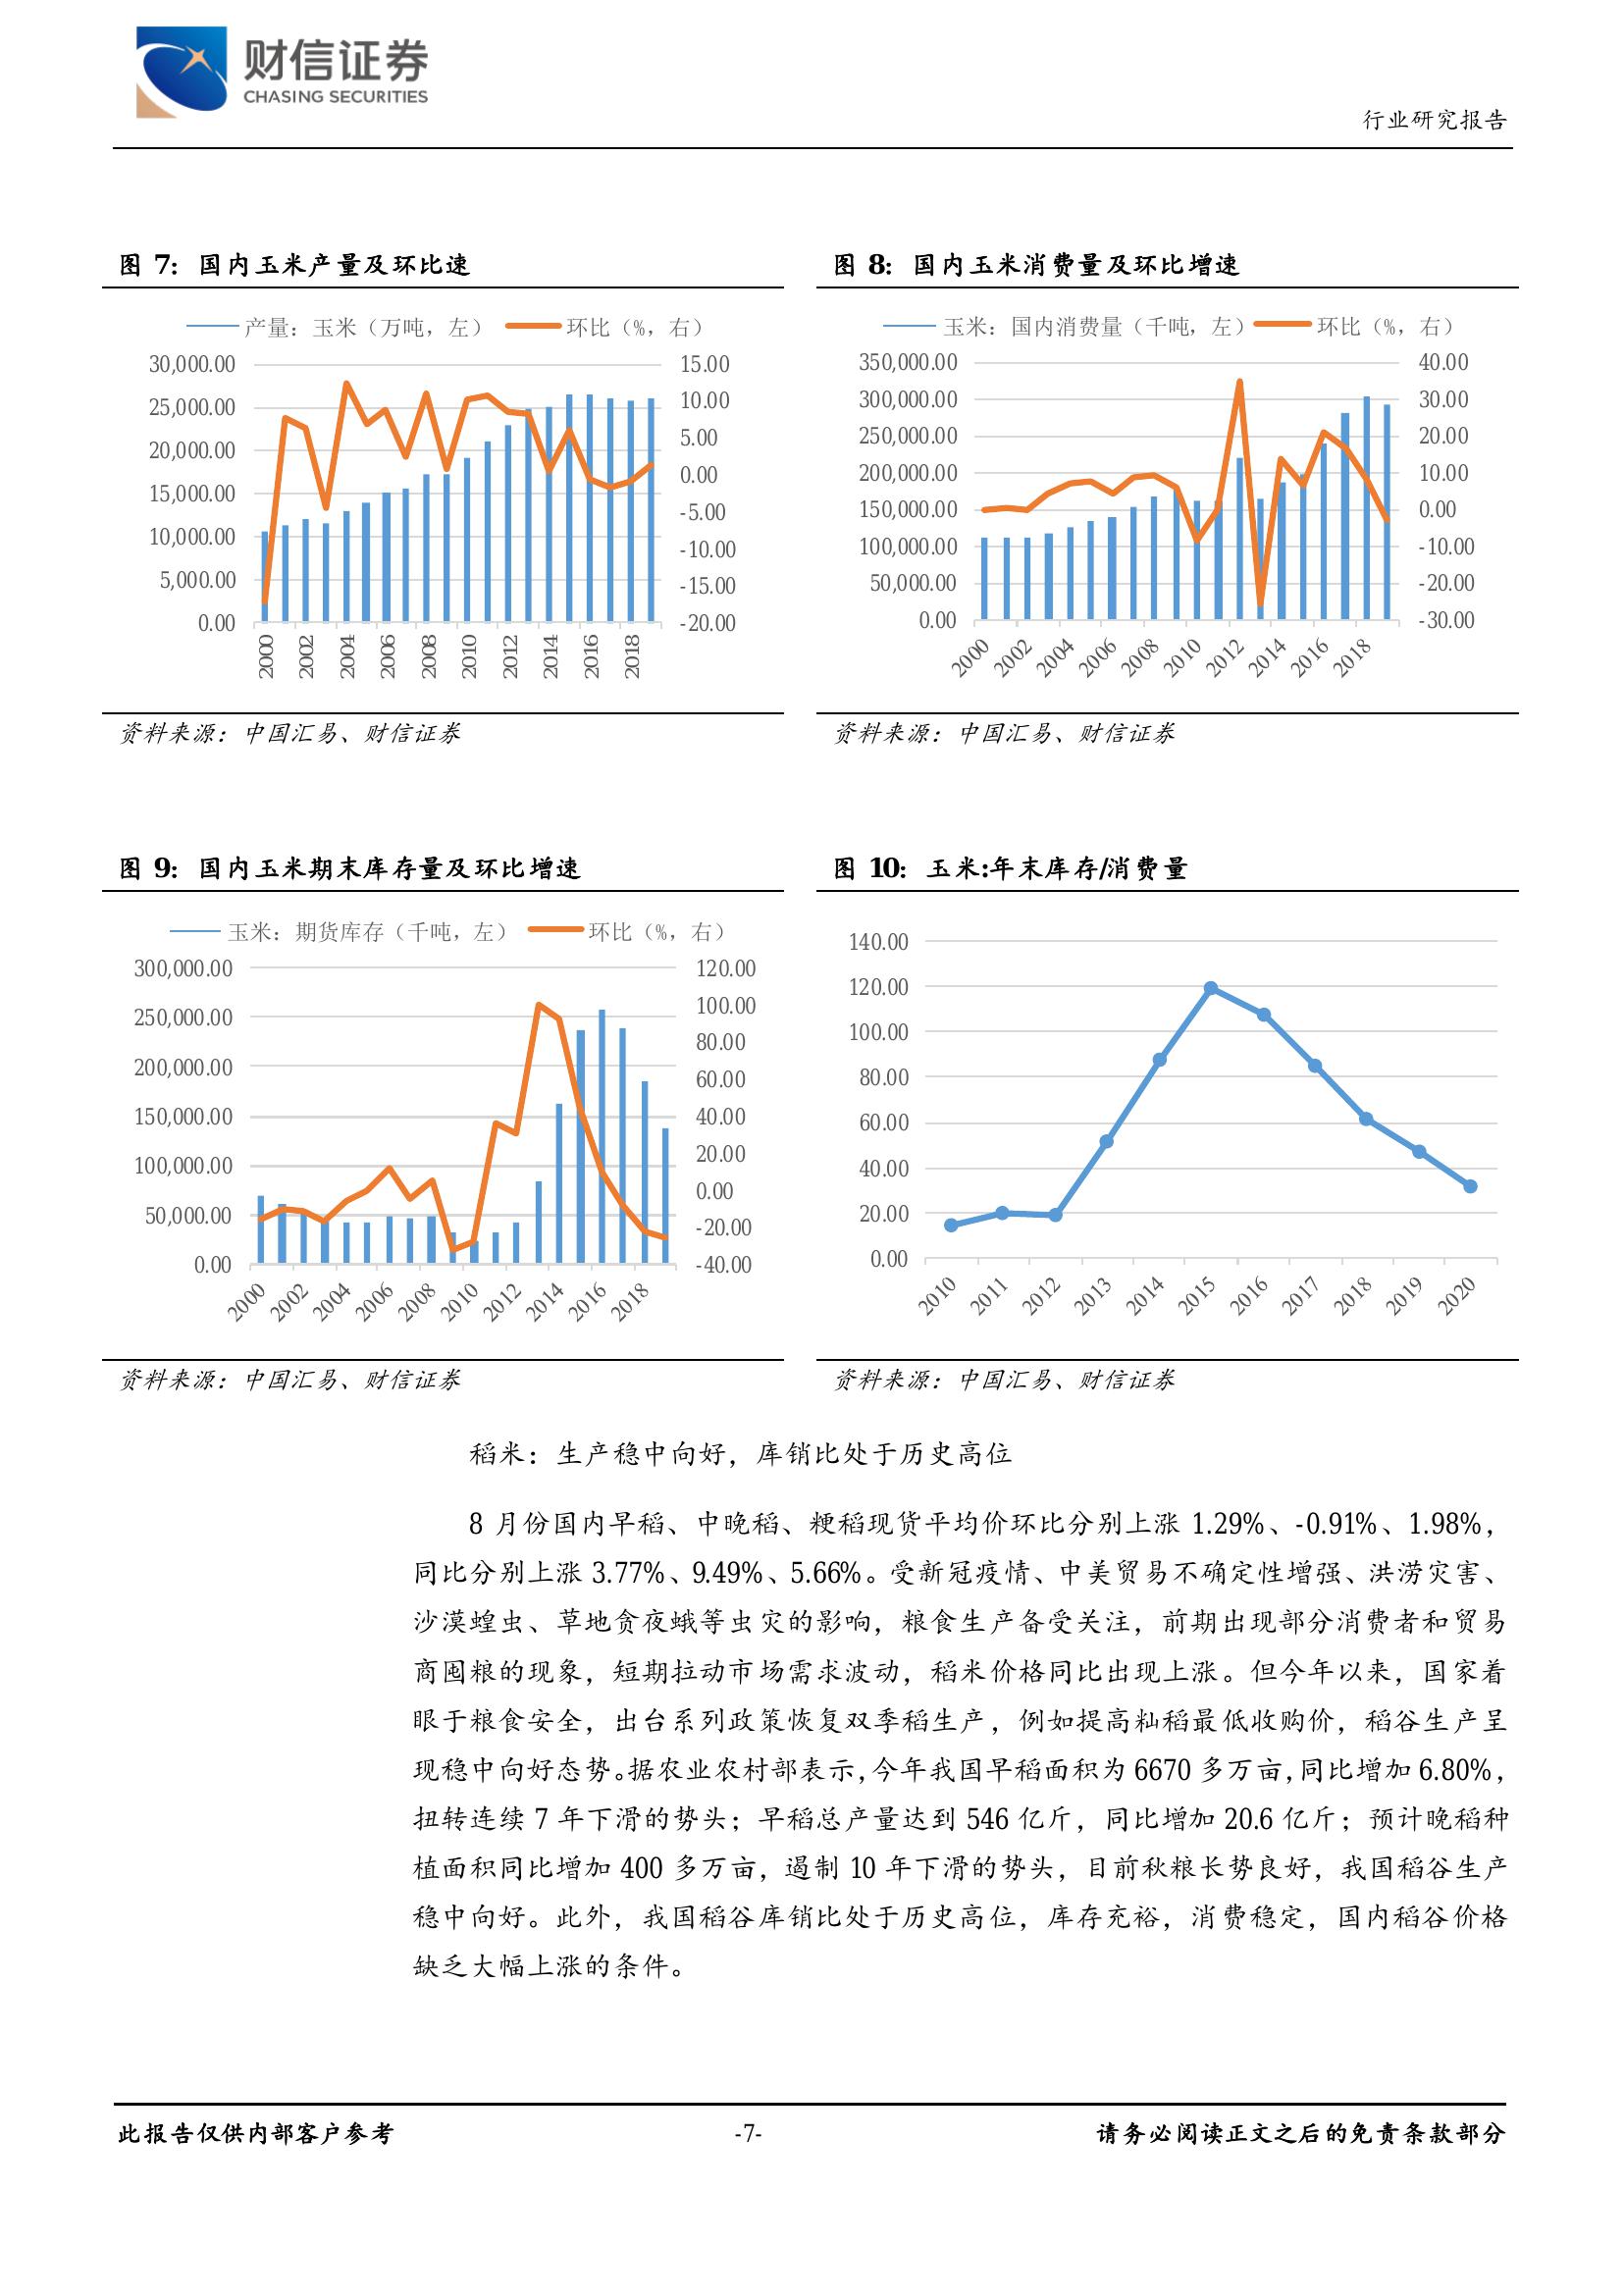 财信证券
CHASING SECURITIES
行业研究报告
图 7：国内玉米产量及环比速
产量：玉米（万吨，左） 环比（%，右）
30,000.00
25,000.00
20,000.00
15,000.00
10,000.00
5,000.00
0.00
15.00
10.00
5.00
0.00
-5.00
-10.00
-15.00
-20.00
2000 2002 2004 2006 2008 2010 2012 2014 2016 2018
资料来源：中国汇易、财信证券
图 8：国内玉米消费量及环比增速
玉米：国内消费量（千吨，左） 环比（%，右）
350,000.00
300,000.00
250,000.00
200,000.00
150,000.00
100,000.00
50,000.00
0.00
40.00
30.00
20.00
10.00
0.00
-10.00
-20.00
-30.00
2000 2002 2004 2006 2008 2010 2012 2014 2016 2018
资料来源：中国汇易、财信证券
图 9：国内玉米期末库存量及环比增速
玉米：期货库存（千吨，左） 环比（%，右）
300,000.00
250,000.00
200,000.00
150,000.00
100,000.00
50,000.00
0.00
120.00
100.00
80.00
60.00
40.00
20.00
0.00
-20.00
-40.00
2000 2002 2004 2006 2008 2010 2012 2014 2016 2018
资料来源：中国汇易、财信证券
图 10：玉米:年末库存/消费量
140.00
120.00
100.00
80.00
60.00
40.00
20.00
0.00
2010 2011 2012 2013 2014 2015 2016 2017 2018 2019 2020
资料来源：中国汇易、财信证券
稻米：生产稳中向好，库销比处于历史高位
8 月份国内早稻、中晚稻、粳稻现货平均价环比分别上涨 1.29%、-0.91%、1.98%，
同比分别上涨 3.77%、9.49%、5.66%。受新冠疫情、中美贸易不确定性增强、洪涝灾害、
沙漠蝗虫、草地贪夜蛾等虫灾的影响，粮食生产备受关注，前期出现部分消费者和贸易
商囤粮的现象，短期拉动市场需求波动，稻米价格同比出现上涨。但今年以来，国家着
眼于粮食安全，出台系列政策恢复双季稻生产，例如提高籼稻最低收购价，稻谷生产呈
现稳中向好态势。据农业农村部表示，今年我国早稻面积为 6670 多万亩，同比增加 6.80%，
扭转连续 7 年下滑的势头；早稻总产量达到 546 亿斤，同比增加 20.6 亿斤；预计晚稻种
植面积同比增加 400 多万亩，遏制 10 年下滑的势头，目前秋粮长势良好，我国稻谷生产
稳中向好。此外，我国稻谷库销比处于历史高位，库存充裕，消费稳定，国内稻谷价格
缺乏大幅上涨的条件。
此报告仅供内部客户参考 -7- 请务必阅读正文之后的免责条款部分